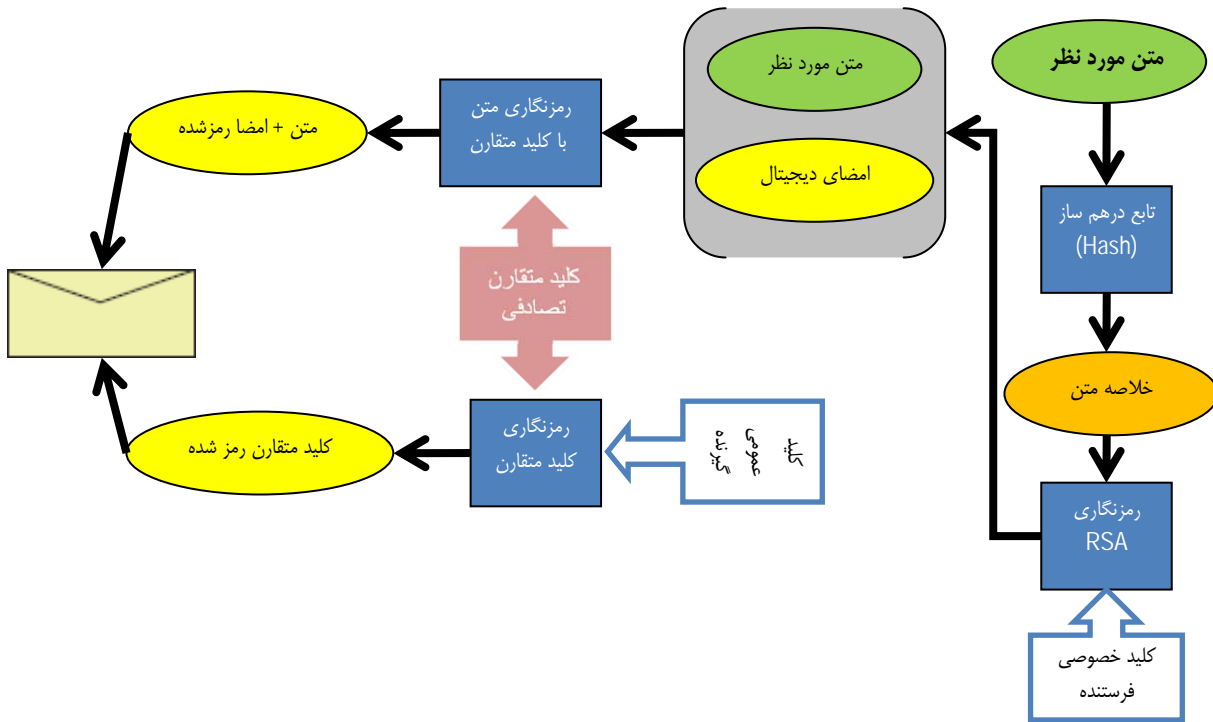 متن مورد نظر
تابع درهم ساز
(Hash)
خلاصه متن
رمزنگاری
RSA
کلید خصوصی
فرستنده
متن مورد نظر
امضای دیجیتال
رمزنگاری متن
با کلید متقارن
متن + امضا رمزشده
کلید متقارن
تصادفی
کلید
عمومی
گیرنده
رمزنگاری
کلید متقارن
کلید متقارن رمز شده